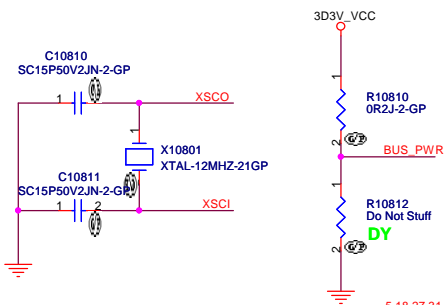 3D3V_VCC
C10810
SC15P50V2JN-2-GP
1
XSCO
1
X10801
XTAL-12MHZ-21GP
C10811
SC15P50V2JN-2-GP
1
2
XSCI
1
R10810
0R2J-2-GP
2
G/P
BUS_PWR
1
R10812
Do Not Stuff
DY
2
G/P